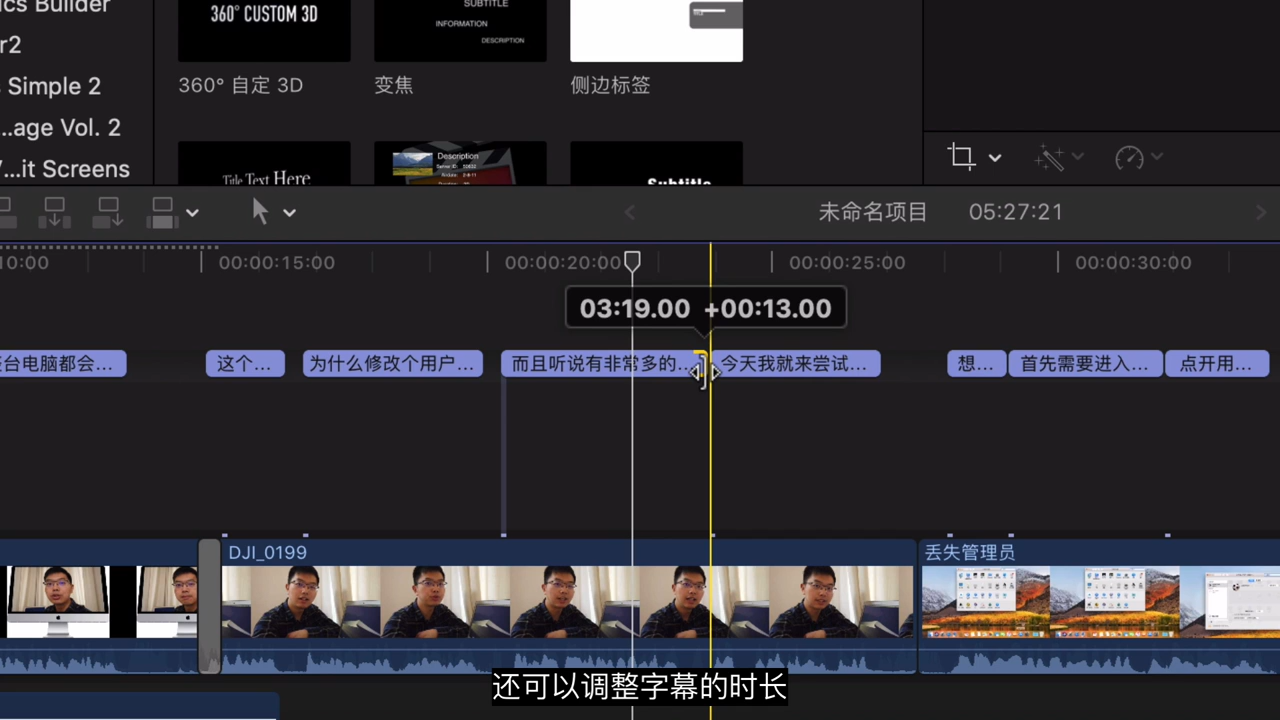 cs Builder
r2
Simple 2
...age Vol. 2
...it Screens
360° CUSTOM 3D
SUBTITLE
INFORMATION
DESCRIPTION
360° 自定 3D
变焦
侧边标签
Title Text Here
Description
Subtitle
未命名项目 05:27:21
10:00
00:00:15:00
00:00:20:00
00:00:25:00
00:00:30:00
03:19.00 +00:13.00
台电脑都会...
这个...
为什么修改个用户...
而且听说有非常多的...
今天我就来尝试...
想...
首先需要进入...
点开用...
DJI_0199
丢失管理员
还可以调整字幕的时长